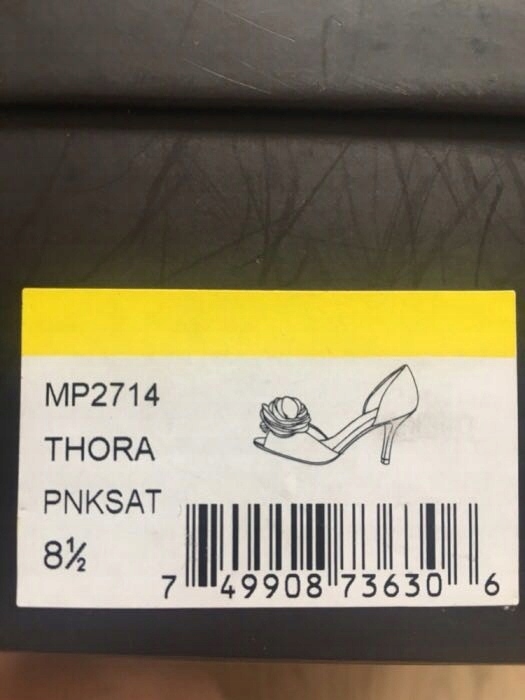 MP2714
THORA
PNKSAT
8½
7 49908 73630 6